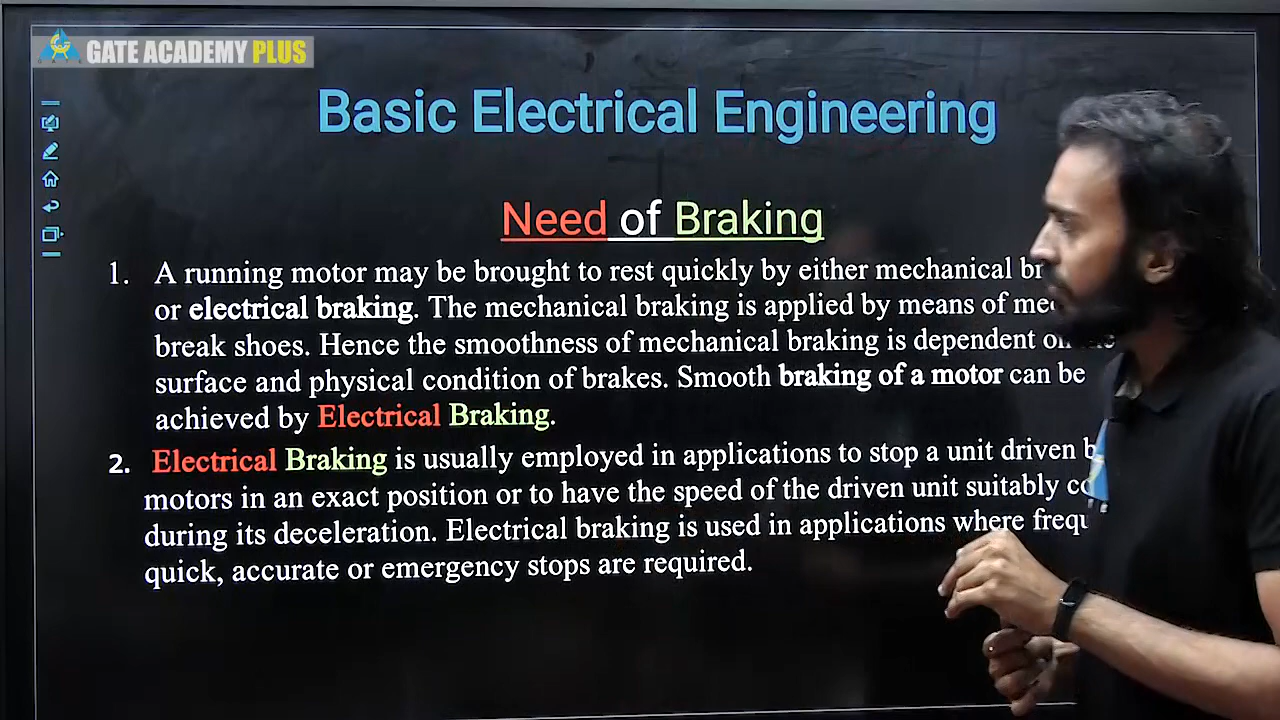 GATE ACADEMY PLUS
Basic Electrical Engineering
Need of Braking
1. A running motor may be brought to rest quickly by either mechanical br
or electrical braking. The mechanical braking is applied by means of mec
break shoes. Hence the smoothness of mechanical braking is dependent on the
surface and physical condition of brakes. Smooth braking of a motor can be
achieved by Electrical Braking.
2. Electrical Braking is usually employed in applications to stop a unit driven b
motors in an exact position or to have the speed of the driven unit suitably co
during its deceleration. Electrical braking is used in applications where frequ
quick, accurate or emergency stops are required.